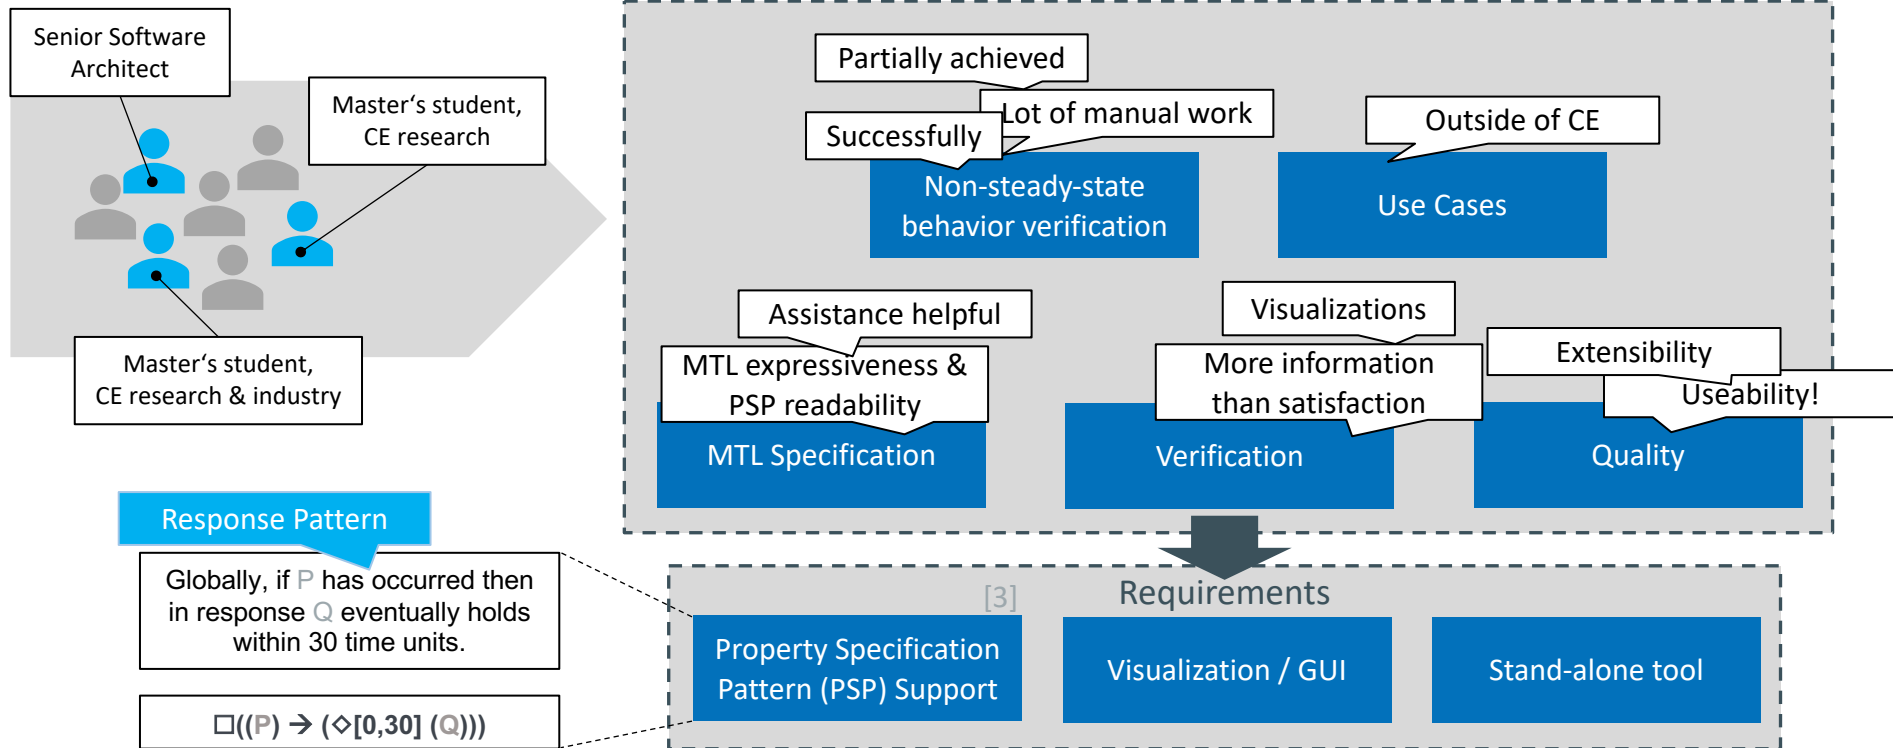 Senior Software
Architect
Master‘s student,
CE research
Master‘s student,
CE research & industry
Partially achieved
Lot of manual work
Successfully
Non-steady-state
behavior verification
Outside of CE
Use Cases
Assistance helpful
MTL expressiveness &
PSP readability
MTL Specification
Visualizations
More information
than satisfaction
Verification
Extensibility
Useability!
Quality
Response Pattern
Globally, if P has occurred then
in response Q eventually holds
within 30 time units.
□((P) → (◇[0,30] (Q)))
Requirements
[3]
Property Specification
Pattern (PSP) Support
Visualization / GUI
Stand-alone tool